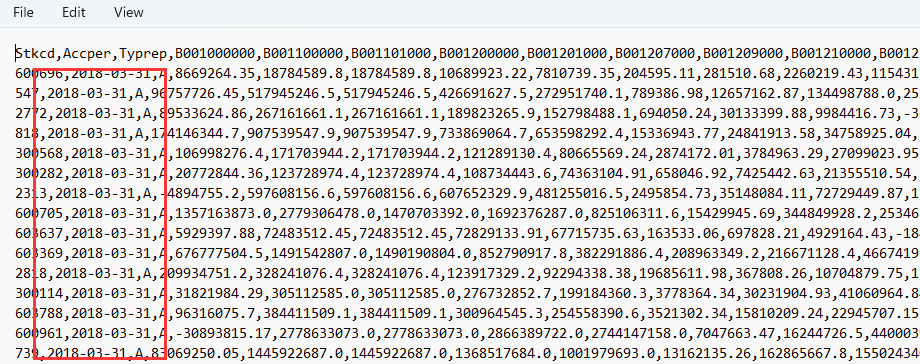 File Edit View
Stkcd,Accper,Typrep,B001000000,B001100000,B001101000,B001200000,B001201000,B001207000,B001209000,B001210000,B0012
600696,2018-03-31,A,8669264.35,18784589.8,18784589.8,10689923.22,7810739.35,204595.11,281510.68,2260219.43,115431
547,2018-03-31,A,96757726.45,517945246.5,517945246.5,426691627.5,272951740.1,789386.98,12657162.87,134498788.0,25
2772,2018-03-31,A,89533624.86,267161661.1,267161661.1,189823265.9,152798488.1,694050.24,30133399.88,9984416.73,-3
818,2018-03-31,A,174146344.7,907539547.9,907539547.9,733869064.7,653598292.4,15336943.77,24841913.58,34758925.04,
300568,2018-03-31,A,106998276.4,171703944.2,171703944.2,121289130.4,80665569.24,2874172.01,3784963.29,27099023.95
300282,2018-03-31,A,20772844.36,123728974.4,123728974.4,108734443.6,74363104.91,658046.92,7425442.63,21355510.54,
2313,2018-03-31,A,-4894755.2,597608156.6,597608156.6,607652329.9,481255016.5,2495854.73,35148084.11,72729449.87,1
600705,2018-03-31,A,1357163873.0,2779306478.0,1470703392.0,1692376287.0,825106311.6,15429945.69,344849928.2,25346
603637,2018-03-31,A,5929397.88,72483512.45,72483512.45,72829133.91,67715735.63,163533.06,697828.21,4929164.43,-18
603369,2018-03-31,A,676777504.5,1491542807.0,1490190804.0,852790917.8,382291886.4,208963349.2,216671128.4,4667419
2818,2018-03-31,A,209934751.2,328241076.4,328241076.4,123917329.2,92294338.38,19685611.98,367808.26,10704879.75,1
300114,2018-03-31,A,31821984.29,305112585.0,305112585.0,276732852.7,199184360.3,3778364.34,30231904.93,41060964.8
603788,2018-03-31,A,96316075.7,384411509.1,384411509.1,300964545.3,254558390.6,3521302.34,15810209.24,22945707.15
600961,2018-03-31,A,-30893815.17,2778633073.0,2778633073.0,2866389722.0,2744147158.0,7047663.47,16244726.5,440003
739,2018-03-31,A,83069250.05,1445922687.0,1445922687.0,1368517684.0,1001979693.0,13162135.26,162865667.8,15502430